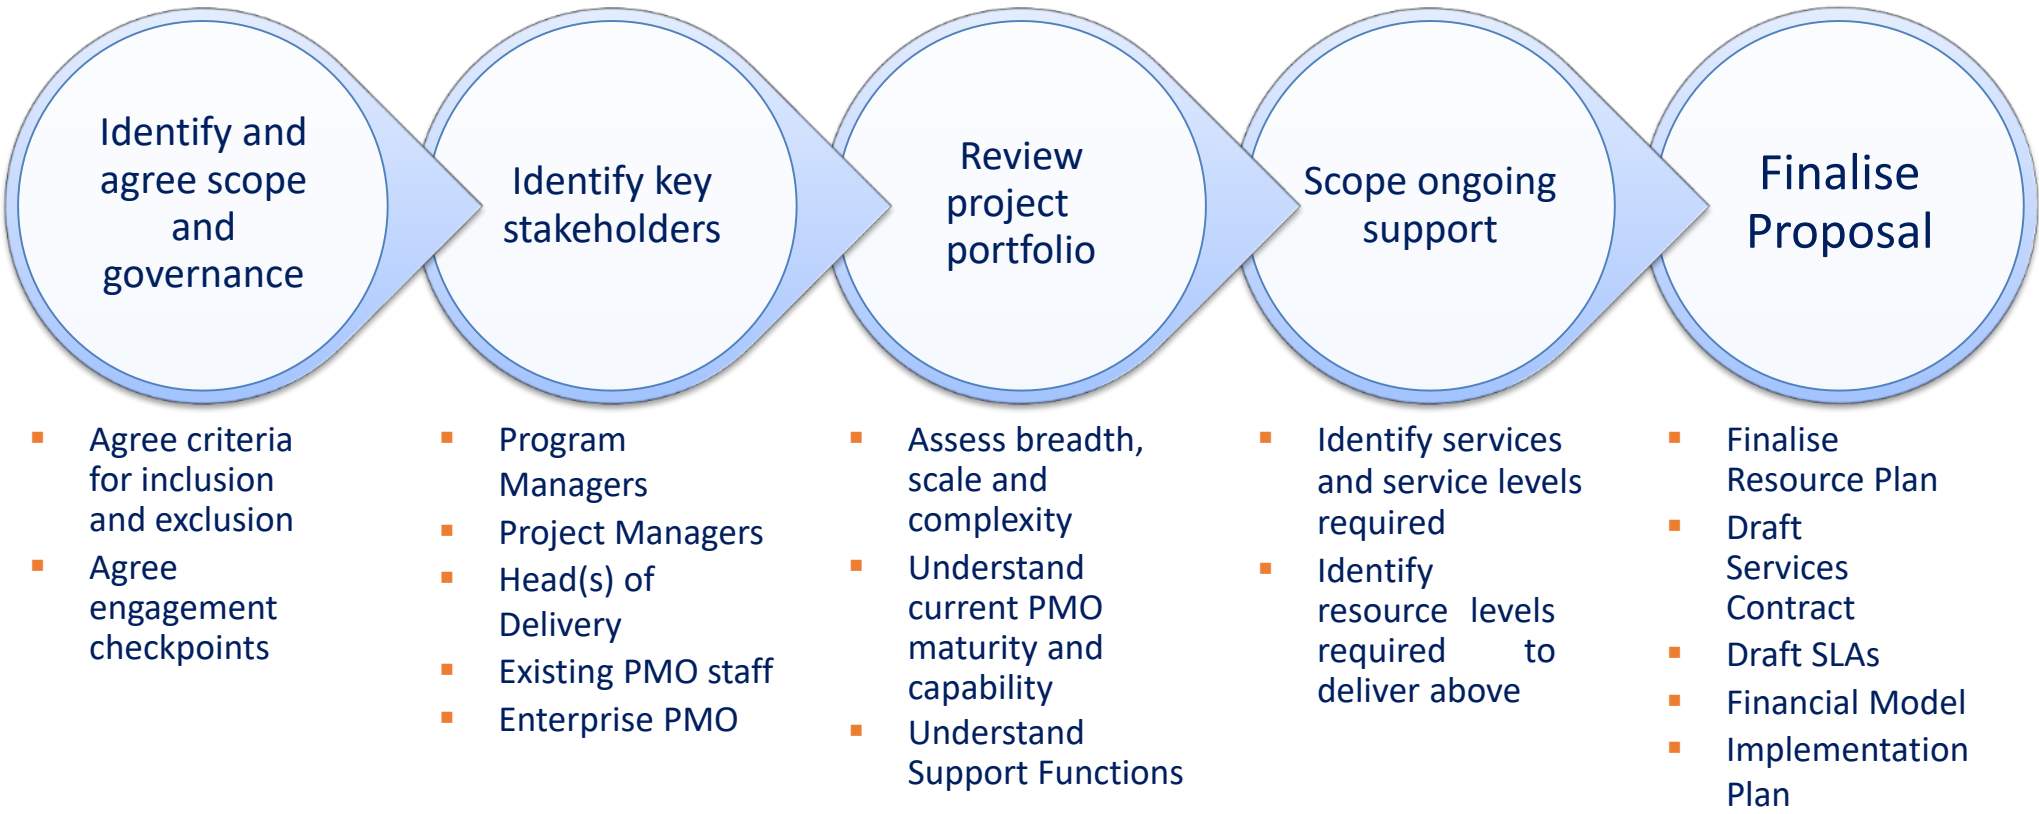 Identify and
agree scope
and
governance
Identify key
stakeholders
Review
project
portfolio
Scope ongoing
support
Finalise
Proposal
▪ Agree criteria
for inclusion
and exclusion
▪ Agree
engagement
checkpoints
▪ Program
Managers
▪ Project Managers
▪ Head(s) of
Delivery
▪ Existing PMO staff
▪ Enterprise PMO
▪ Assess breadth,
scale and
complexity
▪ Understand
current PMO
maturity and
capability
▪ Understand
Support Functions
▪ Identify services
and service levels
required
▪ Identify
resource levels
required to
deliver above
▪ Finalise
Resource Plan
▪ Draft
Services
Contract
▪ Draft SLAs
▪ Financial Model
▪ Implementation
Plan